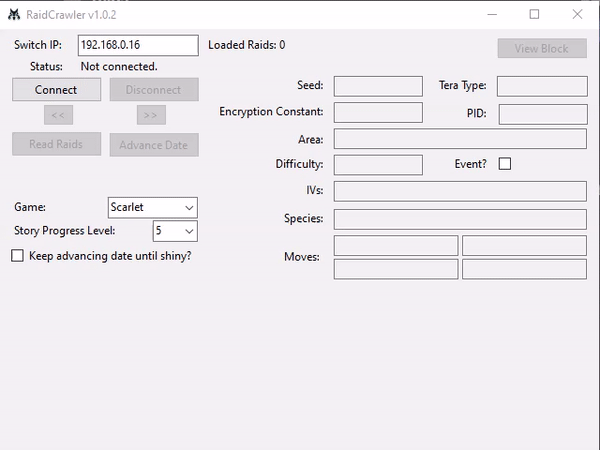 RaidCrawler v1.0.2
Switch IP: 192.168.0.16 Loaded Raids: 0 View Block
Status: Not connected.
Connect Disconnect Seed: Tera Type:
<< >> Encryption Constant: PID:
Read Raids Advance Date Area:
Difficulty: Event?
IVs:
Game: Scarlet Species:
Story Progress Level: 5
Keep advancing date until shiny? Moves: